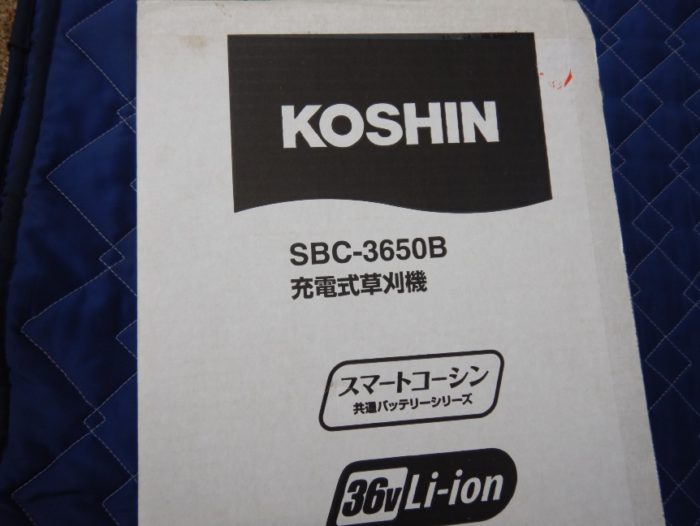 KOSHIN
SBC-3650B
充電式草刈機
スマートコーシン
共通バッテリーシリーズ
36v Li-ion